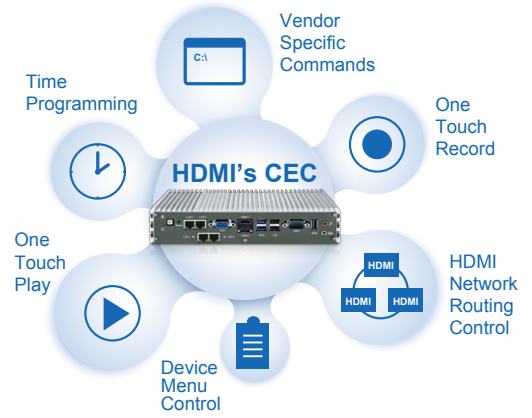 Vendor
Specific
Commands
C:\
Time
Programming
One
Touch
Record
HDMI's CEC
One
Touch
Play
HDMI
HDMI
HDMI
HDMI
Network
Routing
Control
Device
Menu
Control